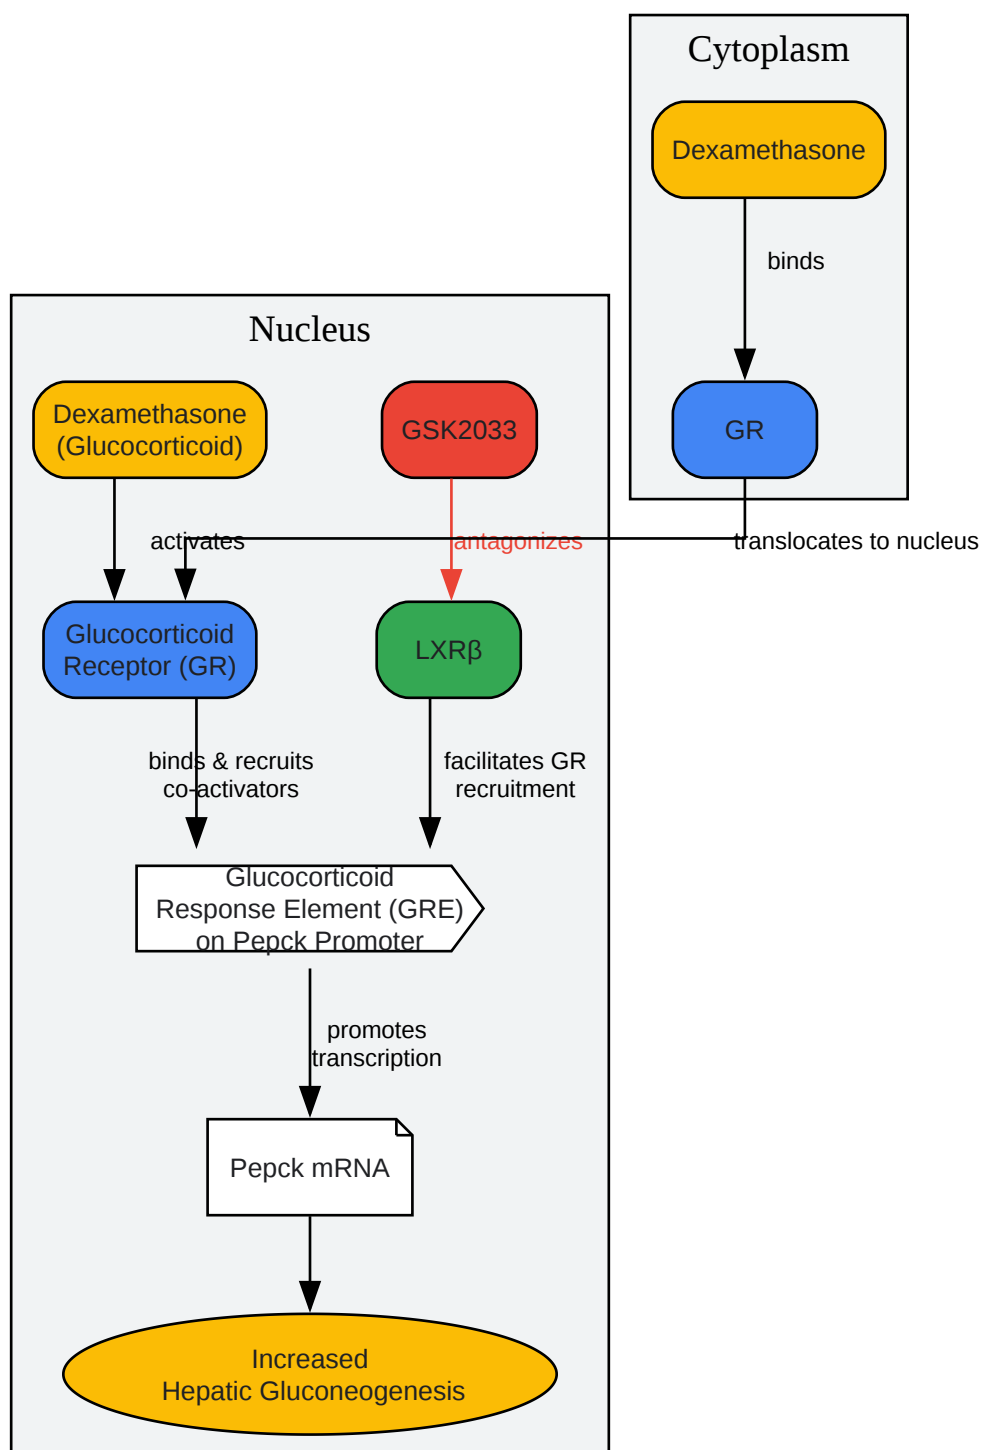 Cytoplasm
Dexamethasone
binds
Nucleus
Dexamethasone
(Glucocorticoid)
GSK2033
GR
activates
antagonizes
translocates to nucleus
Glucocorticoid
Receptor (GR)
LXRβ
binds & recruits
co-activators
facilitates GR
recruitment
Glucocorticoid
Response Element (GRE)
on Pepck Promoter
promotes
transcription
Pepck mRNA
Increased
Hepatic Gluconeogenesis